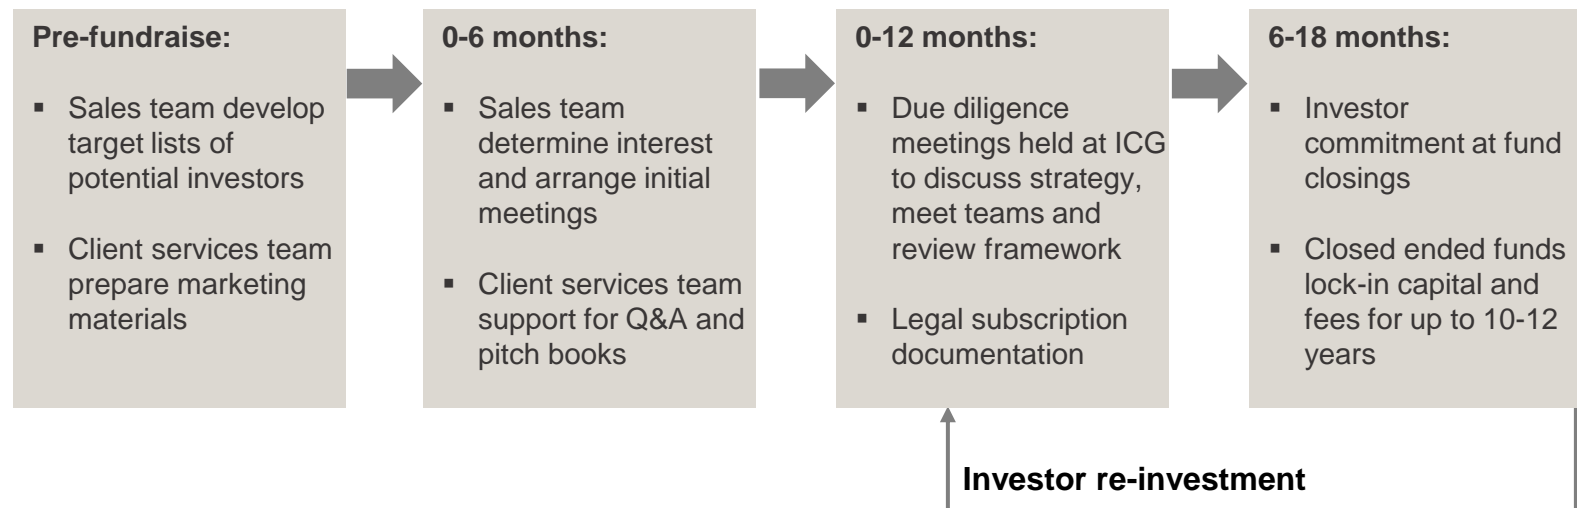 Pre-fundraise:
▪ Sales team develop
target lists of
potential investors
▪ Client services team
prepare marketing
materials
0-6 months:
▪ Sales team
determine interest
and arrange initial
meetings
▪ Client services team
support for Q&A and
pitch books
0-12 months:
▪ Due diligence
meetings held at ICG
to discuss strategy,
meet teams and
review framework
▪ Legal subscription
documentation
6-18 months:
▪ Investor
commitment at fund
closings
▪ Closed ended funds
lock-in capital and
fees for up to 10-12
years
Investor re-investment